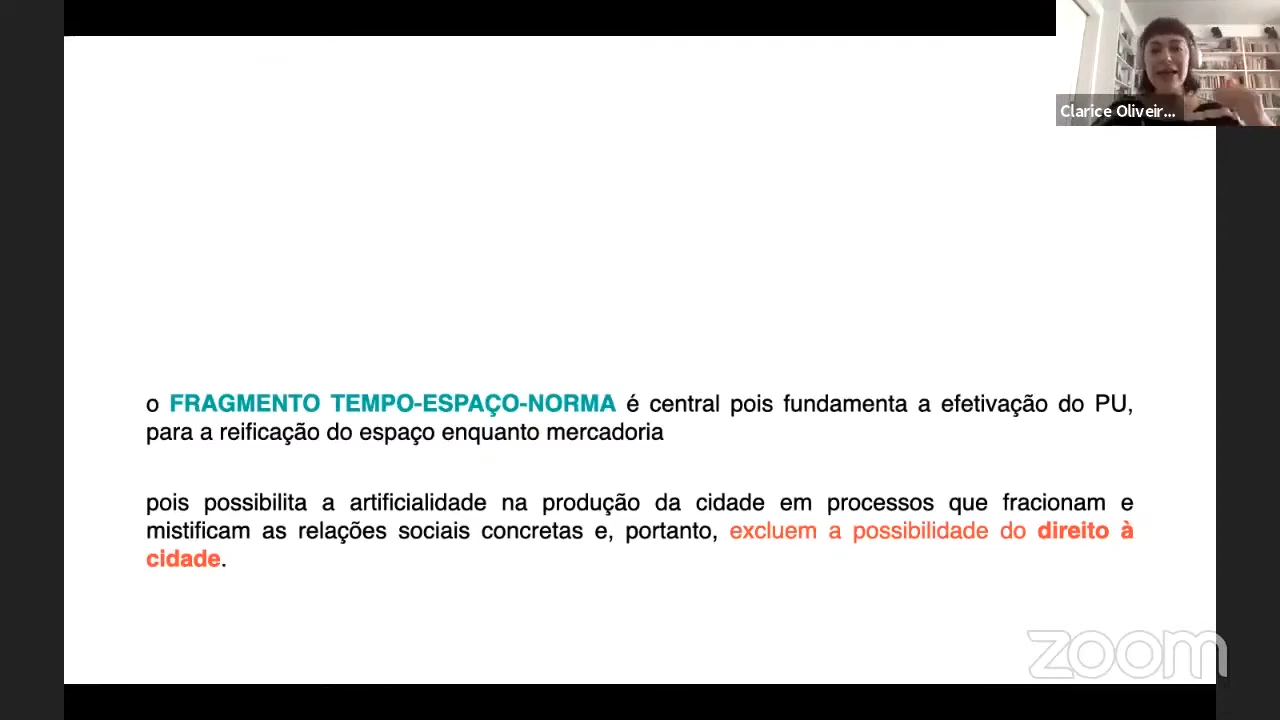 Clarice Oliveir...
o FRAGMENTO TEMPO-ESPAÇO-NORMA é central pois fundamenta a efetivação do PU,
para a reificação do espaço enquanto mercadoria
pois possibilita a artificialidade na produção da cidade em processos que fracionam e
mistificam as relações sociais concretas e, portanto, excluem a possibilidade do direito à
cidade.
zoom